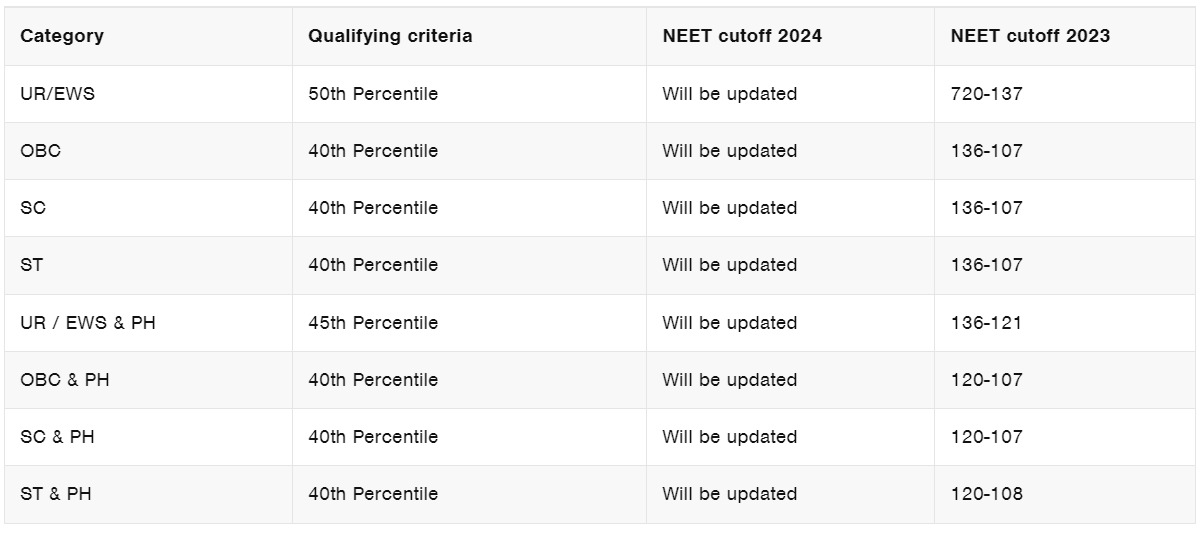 Category Qualifying criteria NEET cutoff 2024 NEET cutoff 2023
UR/EWS 50th Percentile Will be updated 720-137
OBC 40th Percentile Will be updated 136-107
SC 40th Percentile Will be updated 136-107
ST 40th Percentile Will be updated 136-107
UR / EWS & PH 45th Percentile Will be updated 136-121
OBC & PH 40th Percentile Will be updated 120-107
SC & PH 40th Percentile Will be updated 120-107
ST & PH 40th Percentile Will be updated 120-108